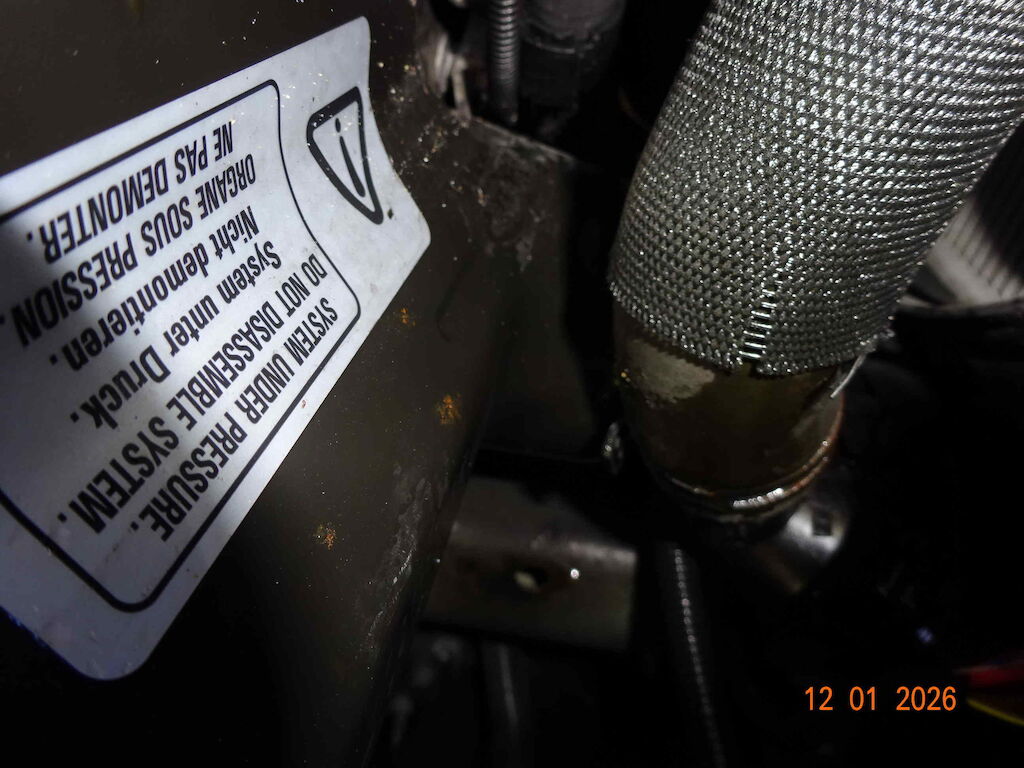 SYSTEM UNDER PRESSURE.
DO NOT DISASSEMBLE SYSTEM.
System unter Druck.
Nicht demontieren.
ORGANE SOUS PRESSION.
NE PAS DEMONTER.
12 01 2026